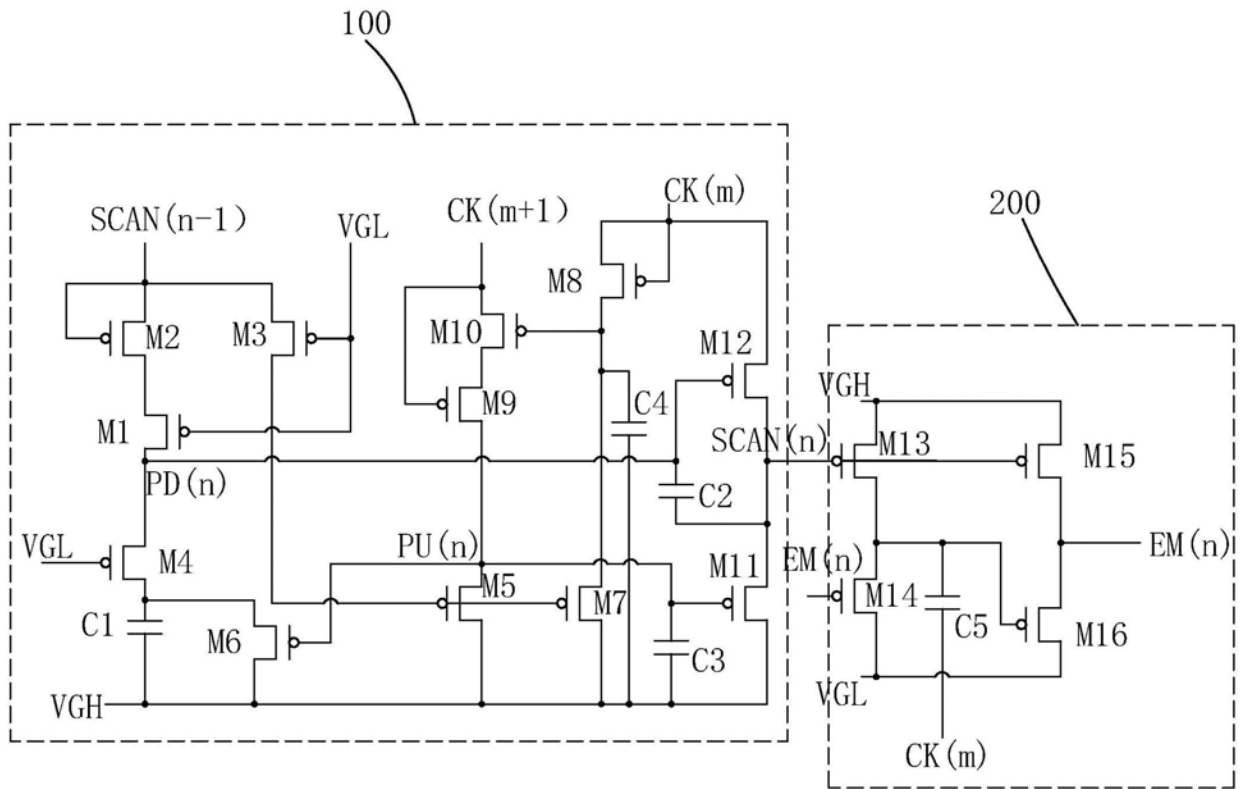 100
CK(m)
200
SCAN(n-1)
CK(m+1)
VGL
M8
M2
M3
M10
M12
VGH
M1
M9
C4
SCAN(n)
M13
M15
PD(n)
C2
VGL
M4
PU(n)
M5
M11
EM(n)
EM(n)
C1
M6
M7
M14
C5
M16
C3
VGH
VGL
CK(m)